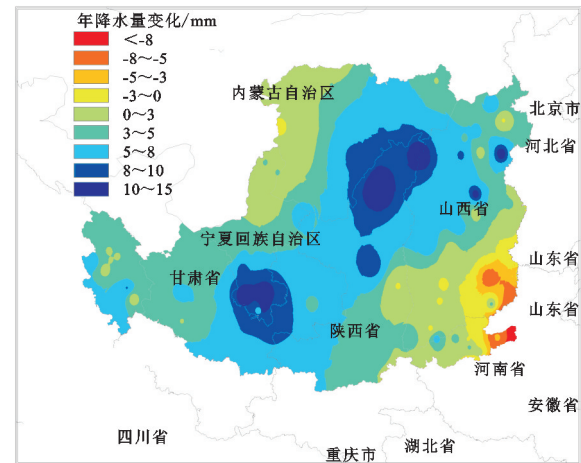 年降水量变化/mm
<-8
-8～-5
-5～-3
-3～0
0～3
3～5
5～8
8～10
10～15
内蒙古自治区
北京市
河北省
山西省
宁夏回族自治区
山东省
甘肃省
山东省
陕西省
河南省
安徽省
四川省
湖北省
重庆市